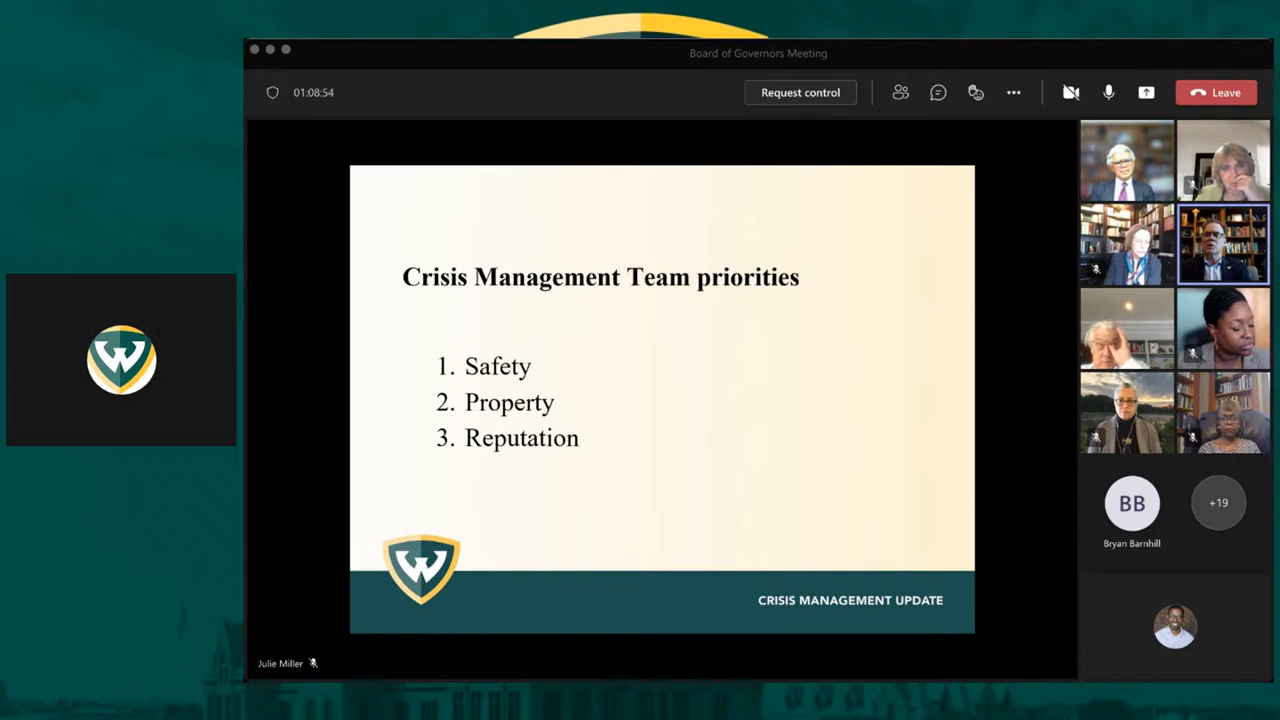 Board of Governors Meeting
01:08:54
Request control
Leave
Crisis Management Team priorities
1. Safety
2. Property
3. Reputation
W
W
CRISIS MANAGEMENT UPDATE
BB
+19
Bryan Barnhill
Julie Miller